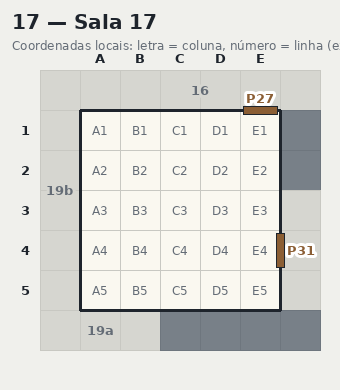 17 — Sala 17
Coordenadas locais: letra = coluna, número = linha (e
A B C D E
16
P27
1 A1 B1 C1 D1 E1
2 A2 B2 C2 D2 E2
19b
3 A3 B3 C3 D3 E3
4 A4 B4 C4 D4 E4 P31
5 A5 B5 C5 D5 E5
19a